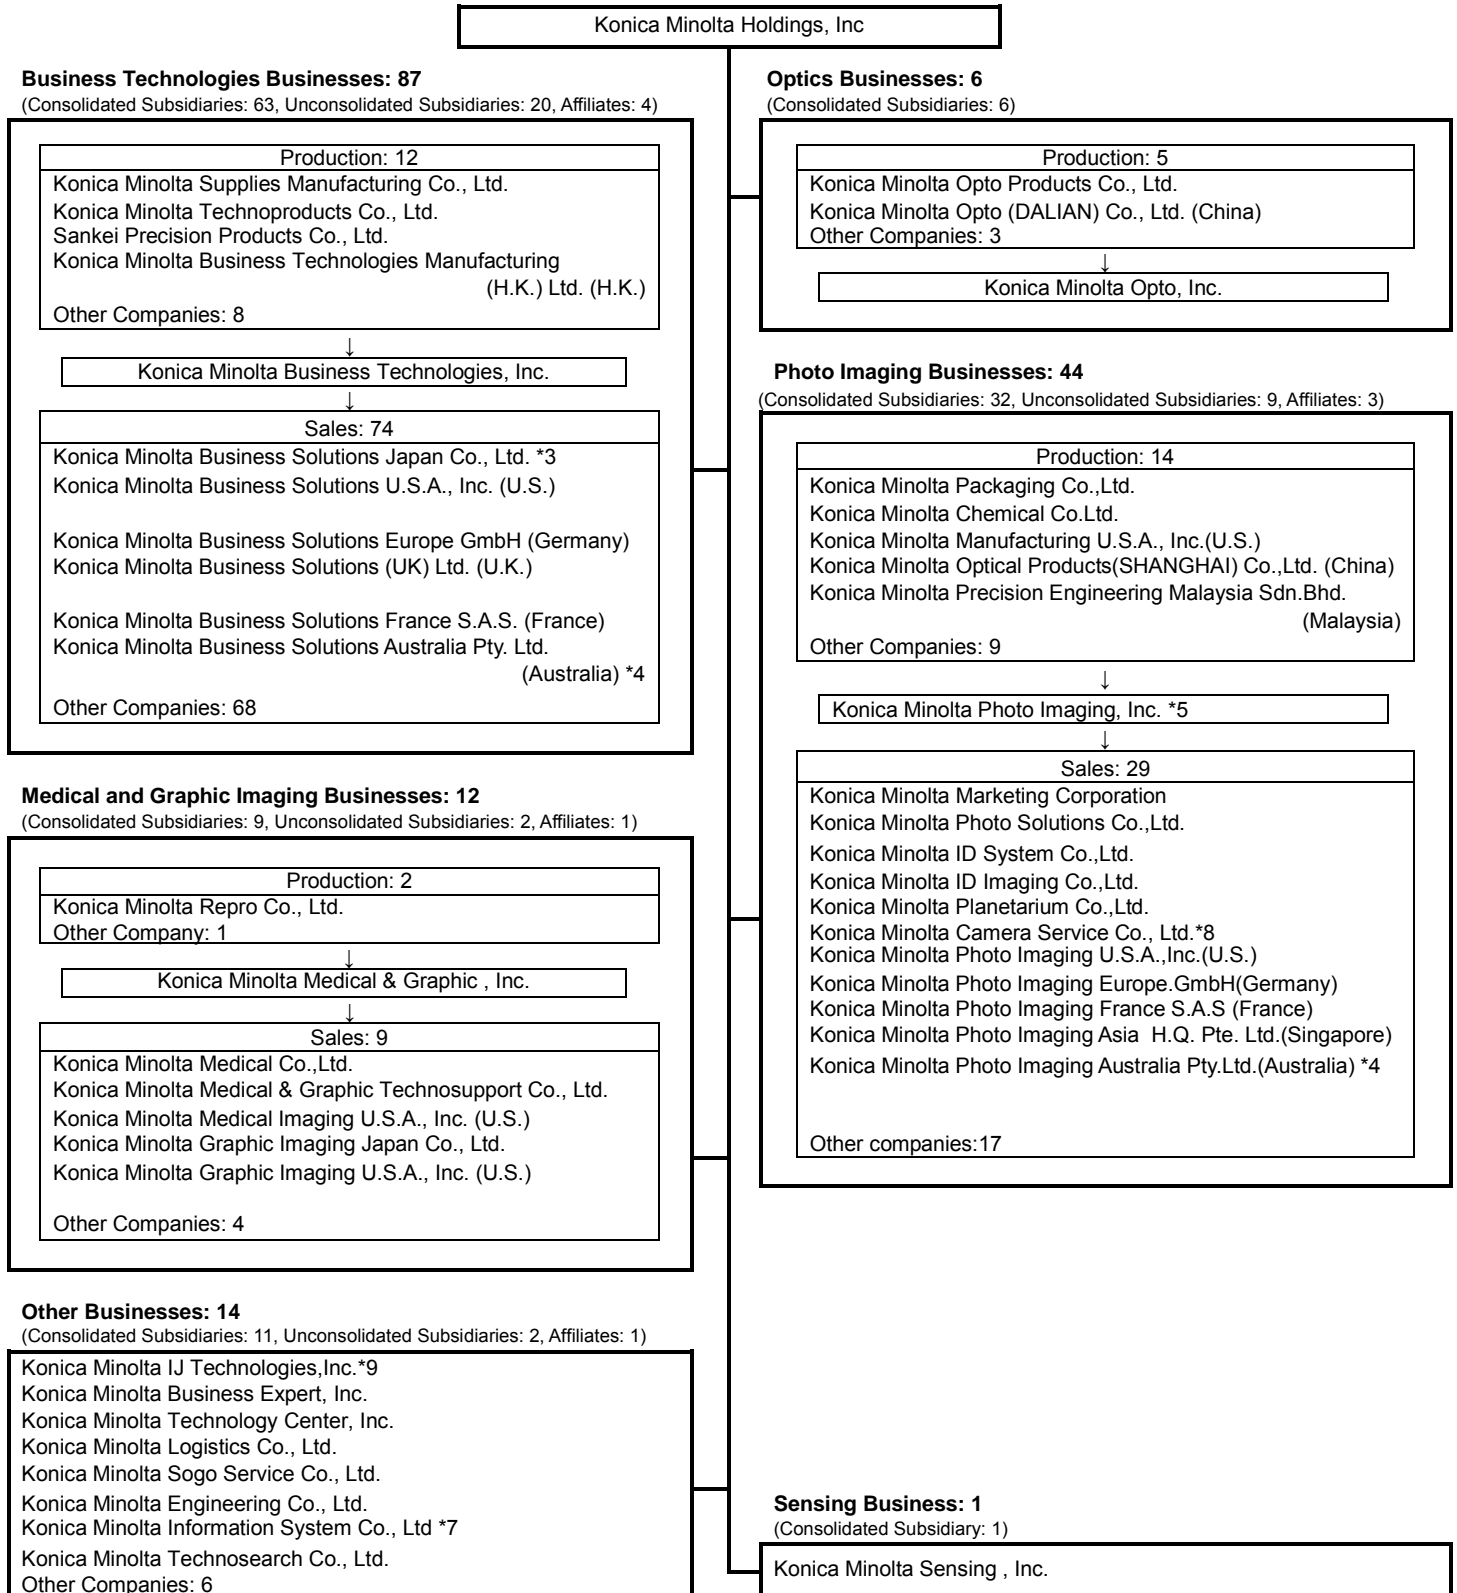 Konica Minolta Holdings, Inc
Business Technologies Businesses: 87
(Consolidated Subsidiaries: 63, Unconsolidated Subsidiaries: 20, Affiliates: 4)
Production: 12
Konica Minolta Supplies Manufacturing Co., Ltd.
Konica Minolta Technoproducts Co., Ltd.
Sankei Precision Products Co., Ltd.
Konica Minolta Business Technologies Manufacturing
(H.K.) Ltd. (H.K.)
Other Companies: 8
↓
Konica Minolta Business Technologies, Inc.
↓
Sales: 74
Konica Minolta Business Solutions Japan Co., Ltd. *3
Konica Minolta Business Solutions U.S.A., Inc. (U.S.)
Konica Minolta Business Solutions Europe GmbH (Germany)
Konica Minolta Business Solutions (UK) Ltd. (U.K.)
Konica Minolta Business Solutions France S.A.S. (France)
Konica Minolta Business Solutions Australia Pty. Ltd.
(Australia) *4
Other Companies: 68
Medical and Graphic Imaging Businesses: 12
(Consolidated Subsidiaries: 9, Unconsolidated Subsidiaries: 2, Affiliates: 1)
Production: 2
Konica Minolta Repro Co., Ltd.
Other Company: 1
↓
Konica Minolta Medical & Graphic , Inc.
↓
Sales: 9
Konica Minolta Medical Co.,Ltd.
Konica Minolta Medical & Graphic Technosupport Co., Ltd.
Konica Minolta Medical Imaging U.S.A., Inc. (U.S.)
Konica Minolta Graphic Imaging Japan Co., Ltd.
Konica Minolta Graphic Imaging U.S.A., Inc. (U.S.)
Other Companies: 4
Other Businesses: 14
(Consolidated Subsidiaries: 11, Unconsolidated Subsidiaries: 2, Affiliates: 1)
Konica Minolta IJ Technologies,Inc.*9
Konica Minolta Business Expert, Inc.
Konica Minolta Technology Center, Inc.
Konica Minolta Logistics Co., Ltd.
Konica Minolta Sogo Service Co., Ltd.
Konica Minolta Engineering Co., Ltd.
Konica Minolta Information System Co., Ltd *7
Konica Minolta Technosearch Co., Ltd.
Other Companies: 6
Optics Businesses: 6
(Consolidated Subsidiaries: 6)
Production: 5
Konica Minolta Opto Products Co., Ltd.
Konica Minolta Opto (DALIAN) Co., Ltd. (China)
Other Companies: 3
↓
Konica Minolta Opto, Inc.
Photo Imaging Businesses: 44
(Consolidated Subsidiaries: 32, Unconsolidated Subsidiaries: 9, Affiliates: 3)
Production: 14
Konica Minolta Packaging Co.,Ltd.
Konica Minolta Chemical Co.Ltd.
Konica Minolta Manufacturing U.S.A., Inc.(U.S.)
Konica Minolta Optical Products(SHANGHAI) Co.,Ltd. (China)
Konica Minolta Precision Engineering Malaysia Sdn.Bhd.
(Malaysia)
Other Companies: 9
↓
Konica Minolta Photo Imaging, Inc. *5
↓
Sales: 29
Konica Minolta Marketing Corporation
Konica Minolta Photo Solutions Co.,Ltd.
Konica Minolta ID System Co.,Ltd.
Konica Minolta ID Imaging Co.,Ltd.
Konica Minolta Planetarium Co.,Ltd.
Konica Minolta Camera Service Co., Ltd.*8
Konica Minolta Photo Imaging U.S.A.,Inc.(U.S.)
Konica Minolta Photo Imaging Europe.GmbH(Germany)
Konica Minolta Photo Imaging France S.A.S (France)
Konica Minolta Photo Imaging Asia H.Q. Pte. Ltd.(Singapore)
Konica Minolta Photo Imaging Australia Pty.Ltd.(Australia) *4
Other companies:17
Sensing Business: 1
(Consolidated Subsidiary: 1)
Konica Minolta Sensing , Inc.